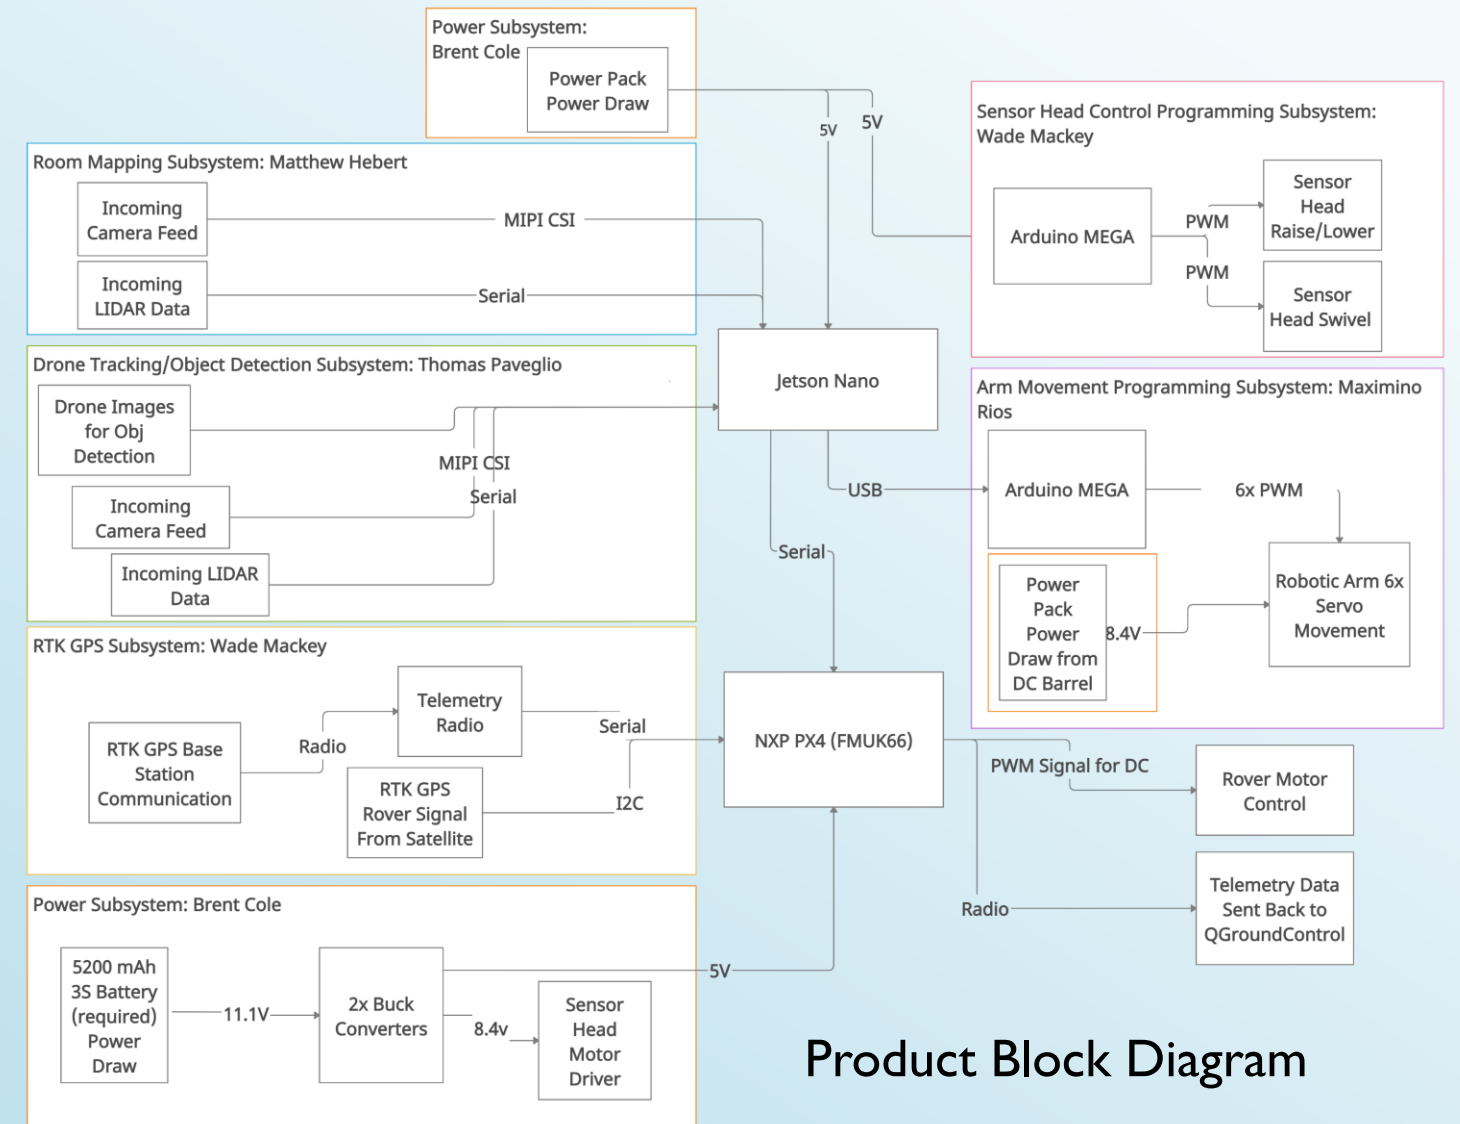 Power Subsystem:
Brent Cole
Power Pack
Power Draw
5V
5V
Sensor Head Control Programming Subsystem:
Wade Mackey
Arduino MEGA
PWM
PWM
Sensor
Head
Raise/Lower
Sensor
Head Swivel
Room Mapping Subsystem: Matthew Hebert
Incoming
Camera Feed
MIPI CSI
Incoming
LIDAR Data
Serial
Jetson Nano
Drone Tracking/Object Detection Subsystem: Thomas Paveglio
Drone Images
for Obj
Detection
MIPI CSI
Serial
Incoming
Camera Feed
Incoming LIDAR
Data
USB
Serial
Arm Movement Programming Subsystem: Maximino
Rios
Arduino MEGA
6x PWM
Power
Pack
Power
Draw from
DC Barrel
8.4V
Robotic Arm 6x
Servo
Movement
RTK GPS Subsystem: Wade Mackey
RTK GPS Base
Station
Communication
Radio
Telemetry
Radio
Serial
RTK GPS
Rover Signal
From Satellite
I2C
NXP PX4 (FMUK66)
PWM Signal for DC
Rover Motor
Control
Radio
Telemetry Data
Sent Back to
QGroundControl
Power Subsystem: Brent Cole
5200 mAh
3S Battery
(required)
Power
Draw
11.1V
2x Buck
Converters
5V
8.4v
Sensor
Head
Motor
Driver
Product Block Diagram